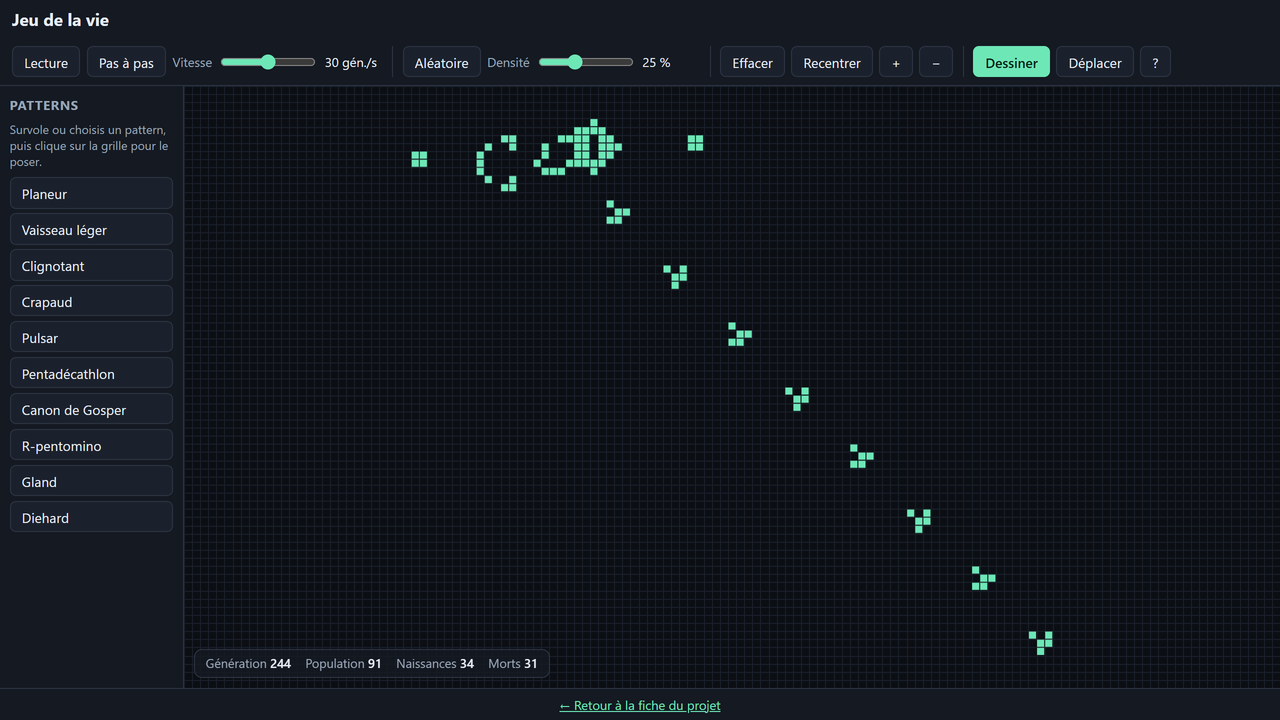 Jeu de la vie
Lecture Pas à pas Vitesse 30 gén./s Aléatoire Densité 25 % Effacer Recentrer + − Dessiner Déplacer ?
PATTERNS
Survole ou choisis un pattern,
puis clique sur la grille pour le
poser.
Planeur
Vaisseau léger
Clignotant
Crapaud
Pulsar
Pentadécathlon
Canon de Gosper
R-pentomino
Gland
Diehard
Génération 244 Population 91 Naissances 34 Morts 31
← Retour à la fiche du projet